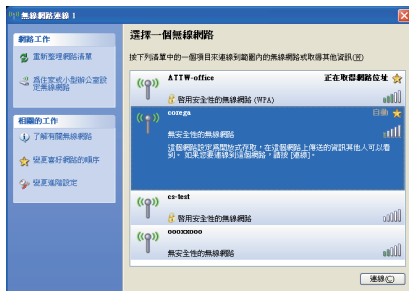 無線網路連線 1
網路工作
重新整理網路清單
為住家或小型辦公室設
定無線網路
相關的工作
了解有關無線網路
變更喜好網路的順序
變更進階設定
選擇一個無線網路
按下列清單中的一個項目來連線到範圍內的無線網路或取得其他資訊(H)
ATTW-office
正在取得網路位址
啓用安全性的無線網路 (WPA)
corega
自動
無安全性的無線網路
這個網路設定為開放式存取，在這個網路上傳送的資訊其他人可以看
到。如果您要連線到這個網路，請按 [連線]。
cs-test
啓用安全性的無線網路
oooxxooo
無安全性的無線網路
連線(C)